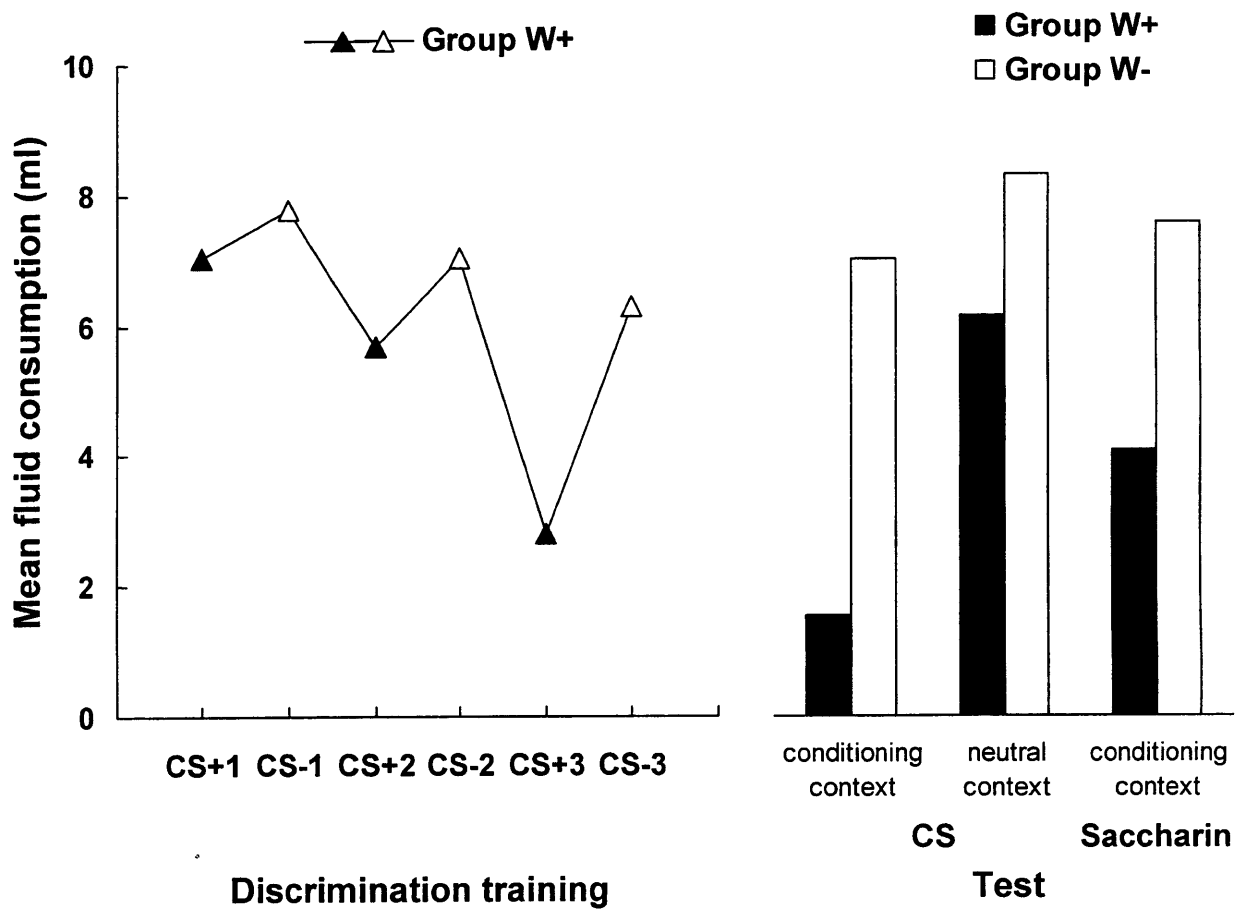 Group W+
10
8
6
4
2
0
Mean fluid consumption (ml)
CS+1 CS-1 CS+2 CS-2 CS+3 CS-3
Discrimination training
Group W+
Group W-
conditioning context
neutral context
conditioning context
CS
Saccharin
Test